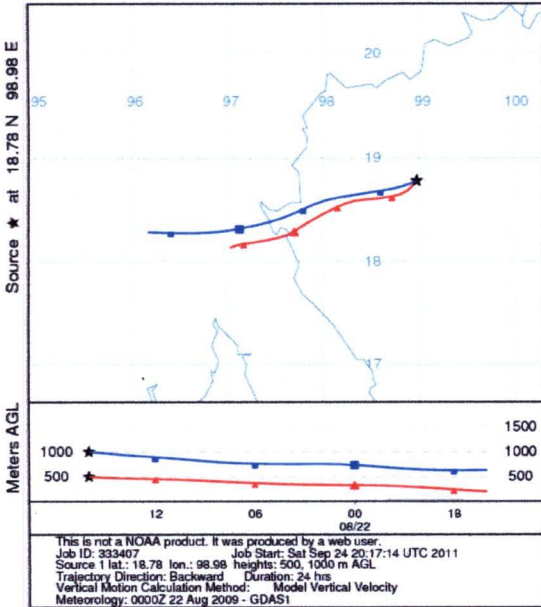 Source ★ at 18.78 N 98.98 E
20
95 96 97 98 99 100
19
18
17
Meters AGL
1500
1000 1000
500 500
12 06 00 18
08/22
This is not a NOAA product. It was produced by a web user.
Job ID: 333407 Job Start: Sat Sep 24 20:17:14 UTC 2011
Source 1 lat.: 18.78 lon.: 98.98 heights: 500, 1000 m AGL
Trajectory Direction: Backward Duration: 24 hrs
Vertical Motion Calculation Method: Model Vertical Velocity
Meteorology: 0000Z 22 Aug 2009 - GDAS1